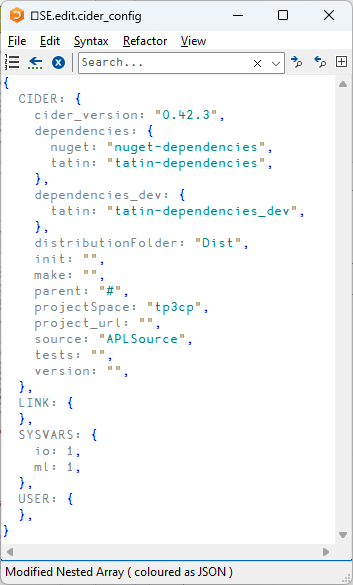 ⎕SE.edit.cider_config
File Edit Syntax Refactor View
Search...
{
  CIDER: {
    cider_version: "0.42.3",
    dependencies: {
      nuget: "nuget-dependencies",
      tatin: "tatin-dependencies",
    },
    dependencies_dev: {
      tatin: "tatin-dependencies_dev",
    },
    distributionFolder: "Dist",
    init: "",
    make: "",
    parent: "#",
    projectSpace: "tp3cp",
    project_url: "",
    source: "APLSource",
    tests: "",
    version: "",
  },
  LINK: {
  },
  SYSVARS: {
    io: 1,
    ml: 1,
  },
  USER: {
  },
}
Modified Nested Array ( coloured as JSON )